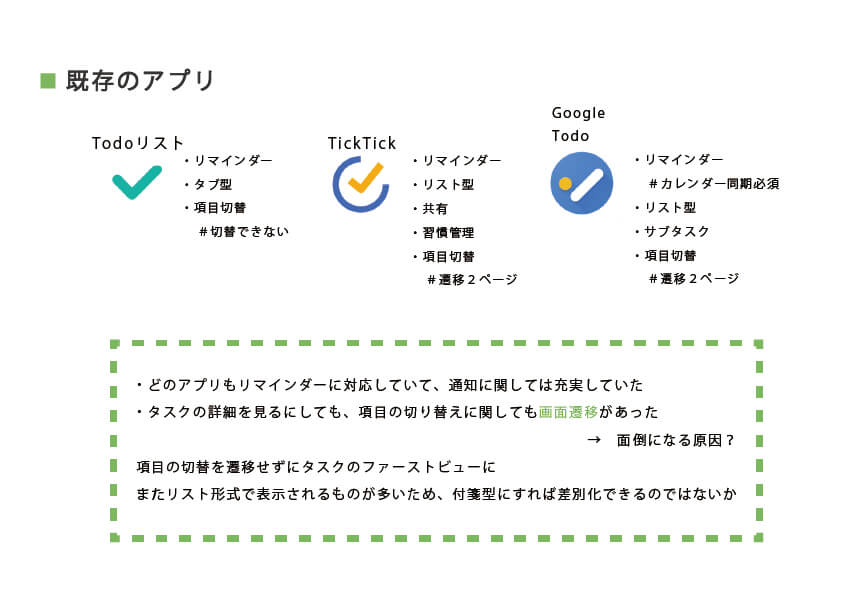 既存のアプリ
Todoリスト
・リマインダー
・タブ型
・項目切替
＃切替できない
TickTick
・リマインダー
・リスト型
・共有
・習慣管理
・項目切替
＃遷移２ページ
Google
Todo
・リマインダー
＃カレンダー同期必須
・リスト型
・サブタスク
・項目切替
＃遷移２ページ
・どのアプリもリマインダーに対応していて、通知に関しては充実していた
・タスクの詳細を見るにしても、項目の切り替えに関しても画面遷移があった
→　面倒になる原因？
項目の切替を遷移せずにタスクのファーストビューに
またリスト形式で表示されるものが多いため、付箋型にすれば差別化できるのではないか